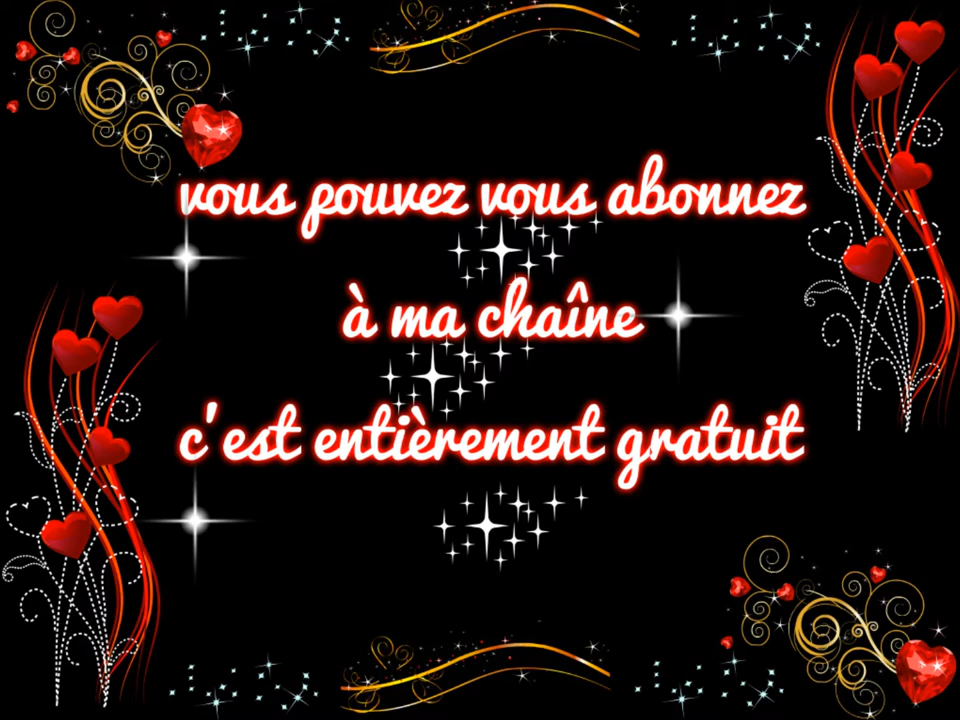 vous pouvez vous abonnez
à ma chaîne
c'est entièrement gratuit